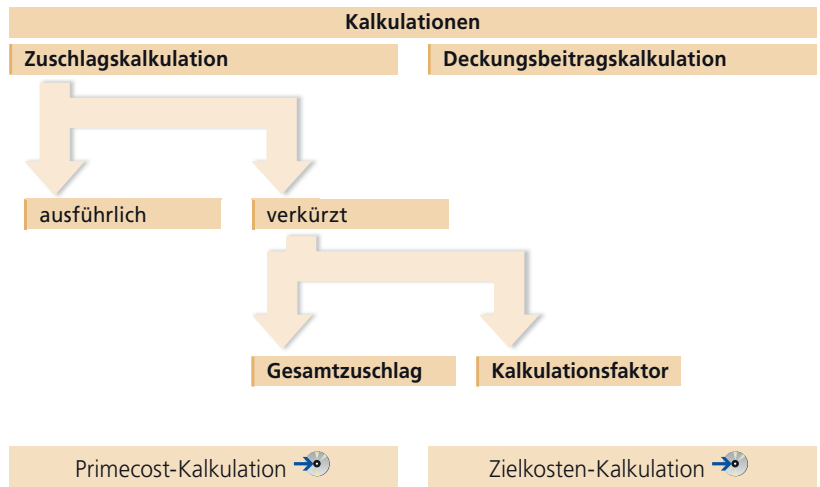 Kalkulationen
Zuschlagskalkulation
Deckungsbeitragskalkulation
ausführlich
verkürzt
Gesamtzuschlag
Kalkulationsfaktor
Primecost-Kalkulation
Zielkosten-Kalkulation